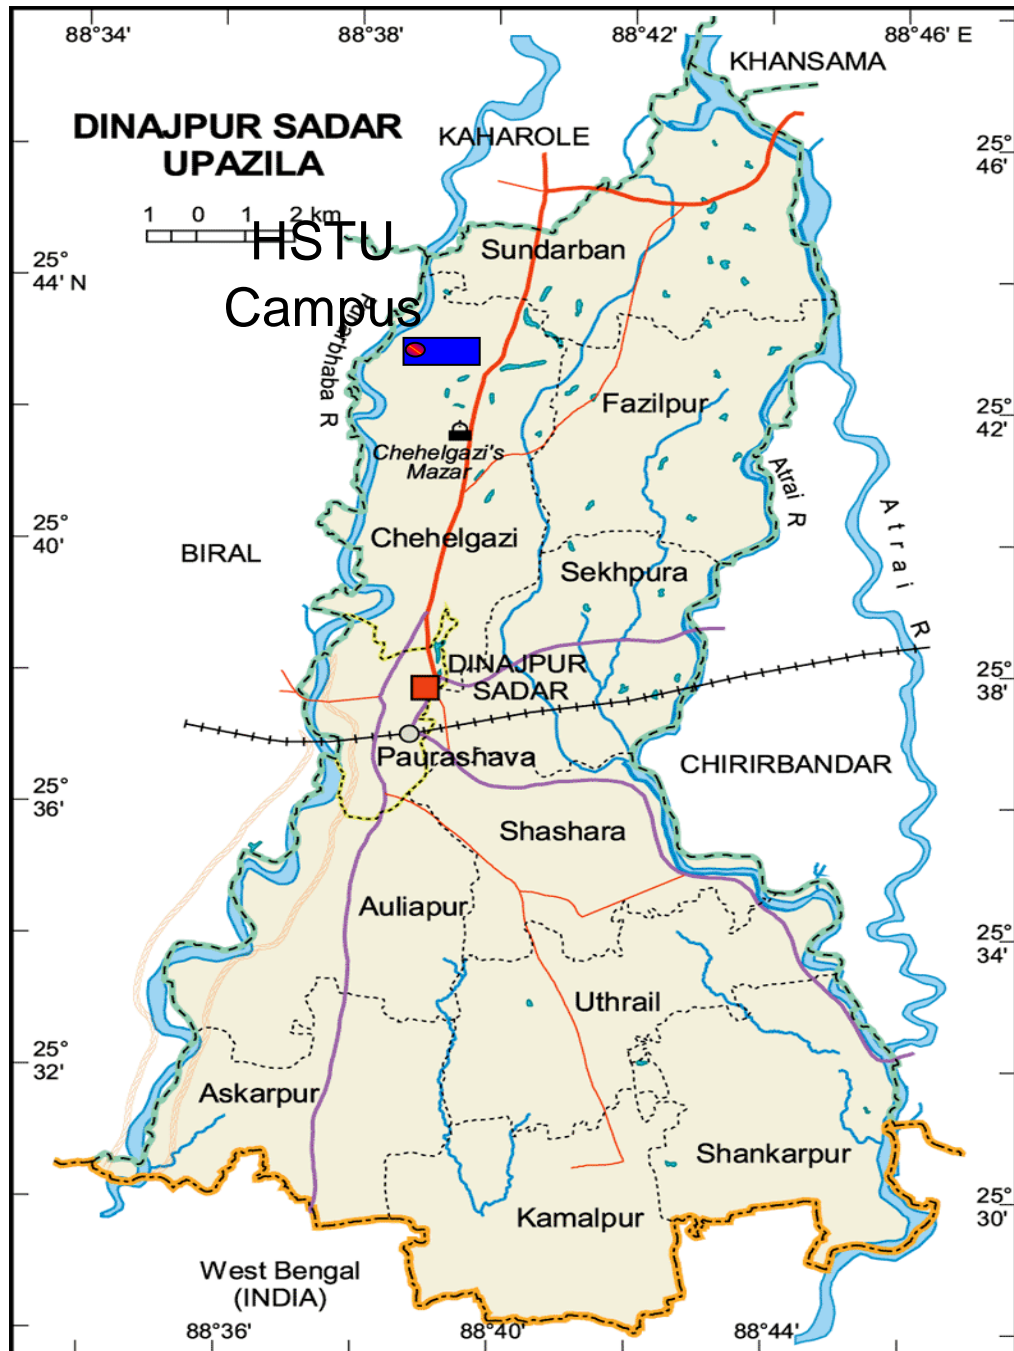 88°34'
88°38'
88°42'
88°46' E
KHANSAMA
DINAJPUR SADAR
UPAZILA
KAHAROLE
25°
46'
1 0 1 2 km
HSTU
Campus
Sundarban
25°
44' N
Fazilpur
25°
42'
Chehelgazi's
Mazar
Atrai R
Atrai R
25°
40'
Chehelgazi
BIRAL
Sekhpura
DINAJPUR
SADAR
25°
38'
Paurashava
CHIRIRBANDAR
25°
36'
Shashara
Auliapur
25°
34'
Uthrail
25°
32'
Askarpur
Shankarpur
25°
30'
Kamalpur
West Bengal
(INDIA)
88°36'
88°40'
88°44'